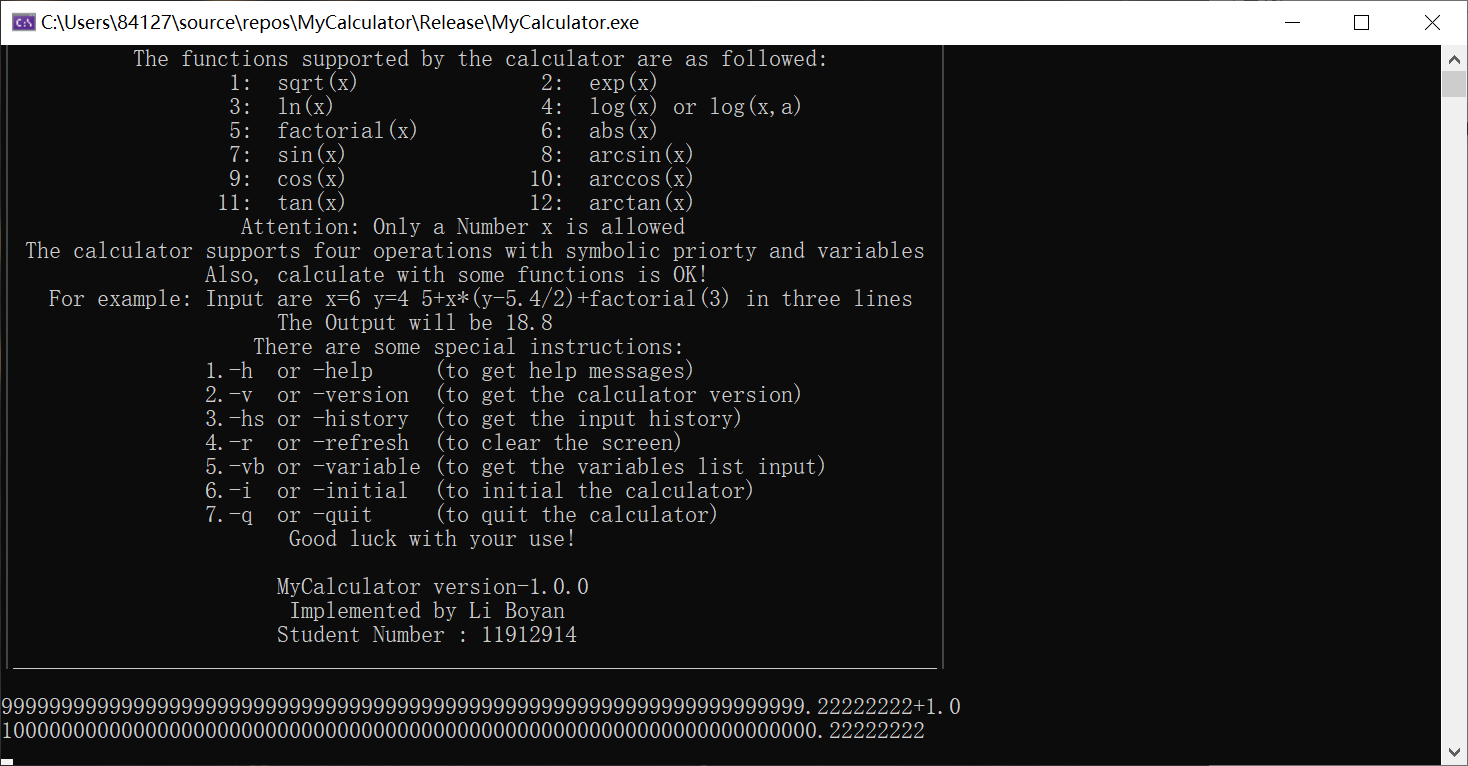 C:\Users\84127\source\repos\MyCalculator\Release\MyCalculator.exe
The functions supported by the calculator are as followed:
1: sqrt(x) 2: exp(x)
3: ln(x) 4: log(x) or log(x,a)
5: factorial(x) 6: abs(x)
7: sin(x) 8: arcsin(x)
9: cos(x) 10: arccos(x)
11: tan(x) 12: arctan(x)
Attention: Only a Number x is allowed
The calculator supports four operations with symbolic priorty and variables
Also, calculate with some functions is OK!
For example: Input are x=6 y=4 5+x*(y-5.4/2)+factorial(3) in three lines
The Output will be 18.8
There are some special instructions:
1.-h or -help (to get help messages)
2.-v or -version (to get the calculator version)
3.-hs or -history (to get the input history)
4.-r or -refresh (to clear the screen)
5.-vb or -variable (to get the variables list input)
6.-i or -initial (to initial the calculator)
7.-q or -quit (to quit the calculator)
Good luck with your use!
MyCalculator version-1.0.0
Implemented by Li Boyan
Student Number : 11912914
9999999999999999999999999999999999999999999999999999999999999999999.22222222+1.0
10000000000000000000000000000000000000000000000000000000000000000000.22222222